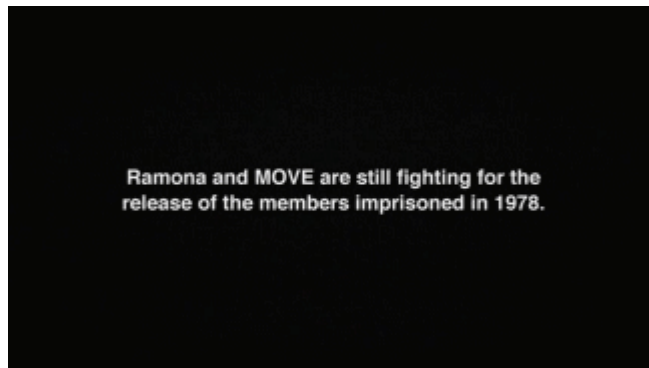 Ramona and MOVE are still fighting for the
release of the members imprisoned in 1978.